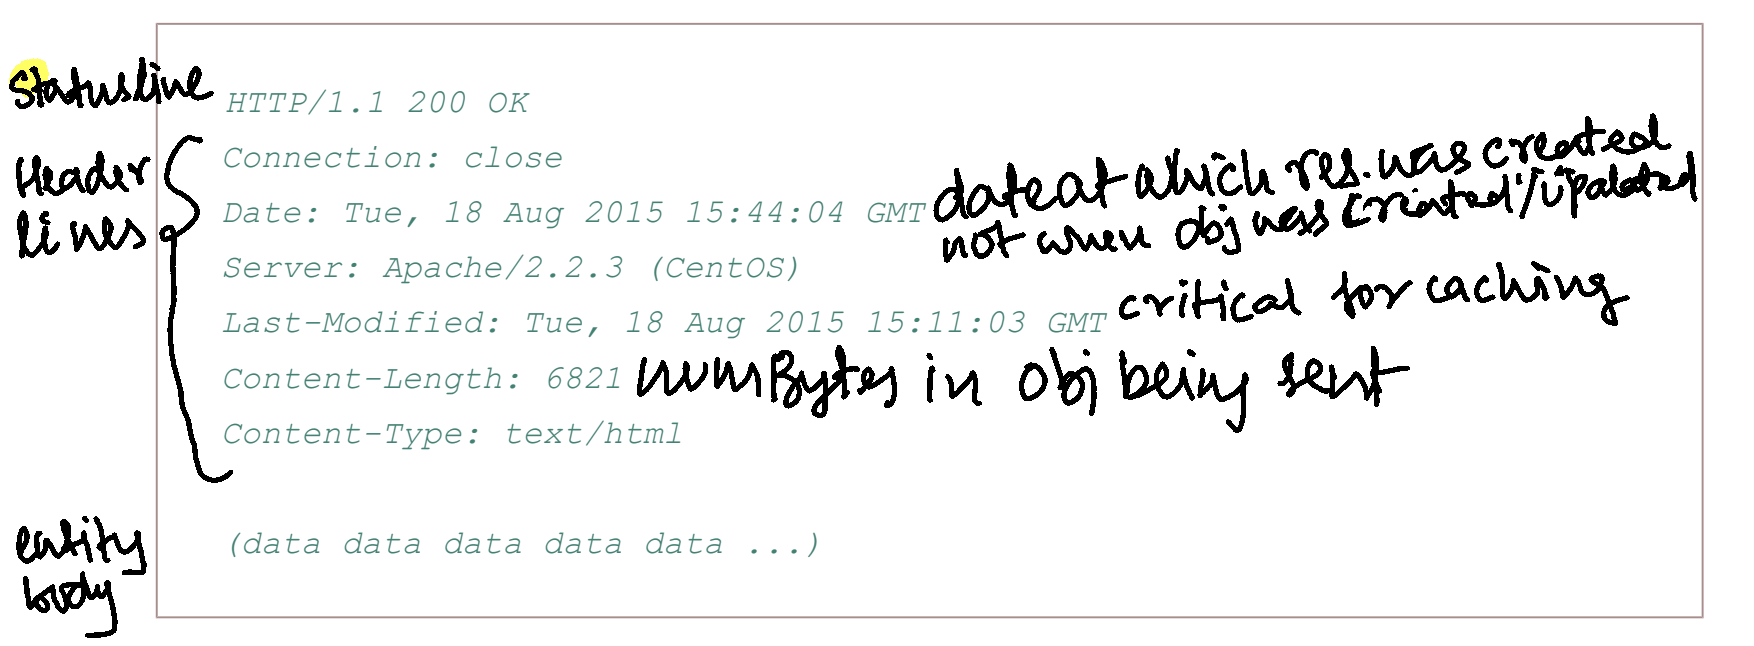 Statusline HTTP/1.1 200 OK
Header lines
Connection: close
Date: Tue, 18 Aug 2015 15:44:04 GMT date at which res. was created
not when obj was created/updated
Server: Apache/2.2.3 (CentOS)
Last-Modified: Tue, 18 Aug 2015 15:11:03 GMT critical for caching
Content-Length: 6821 numBytes in obj being sent
Content-Type: text/html
entity body
(data data data data data ...)